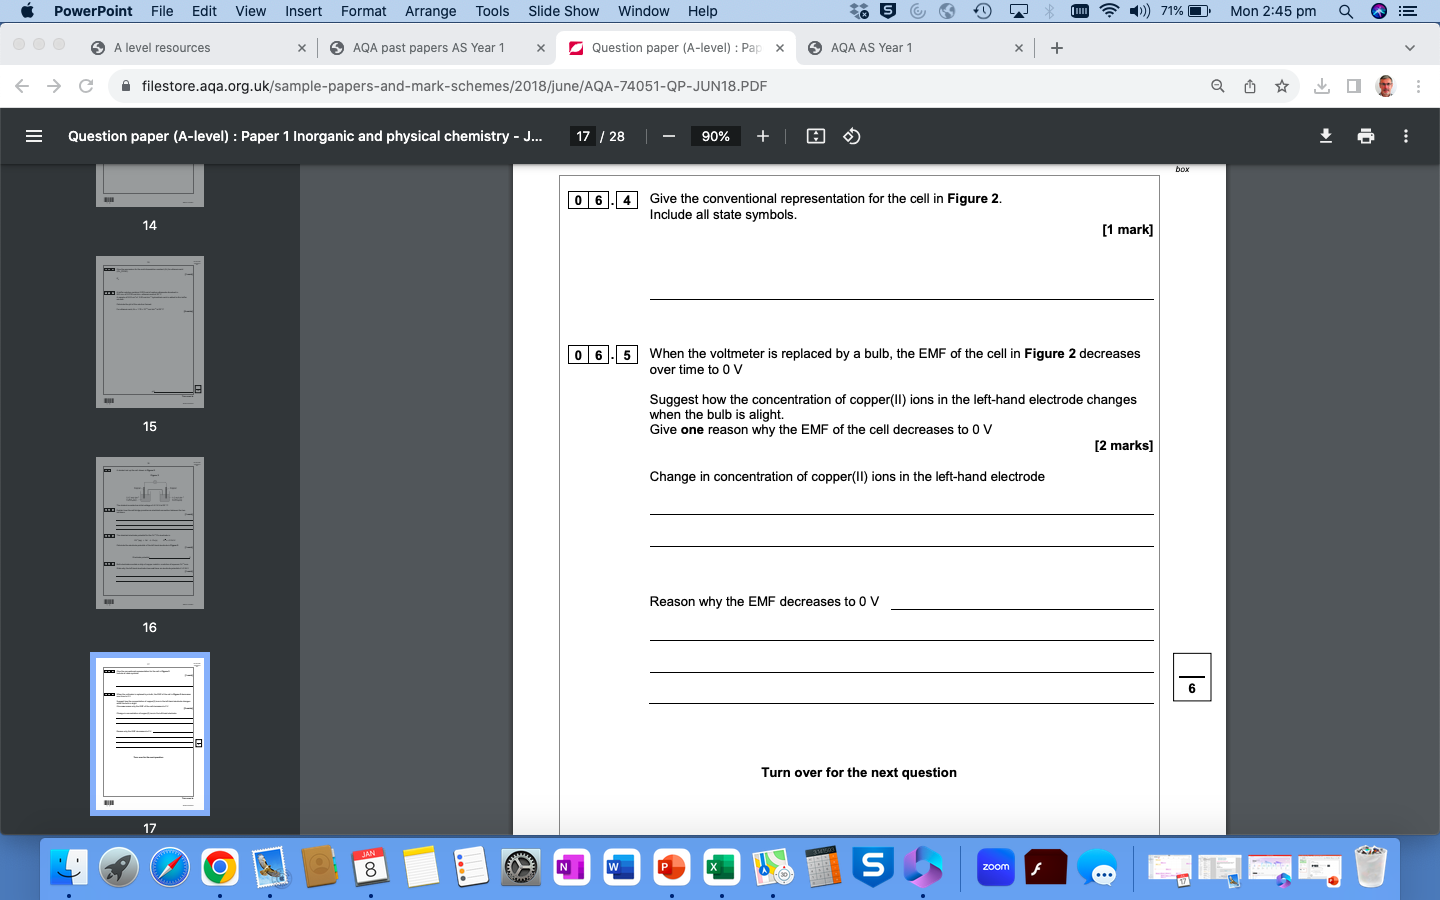 PowerPoint File Edit View Insert Format Arrange Tools Slide Show Window Help 71% Mon 2:45 pm
A level resources AQA past papers AS Year 1 Question paper (A-level) : Pap AQA AS Year 1
filestore.aqa.org.uk/sample-papers-and-mark-schemes/2018/june/AQA-74051-QP-JUN18.PDF
Question paper (A-level) : Paper 1 Inorganic and physical chemistry - J... 17 / 28 90%
14
15
16
17
box
0 6 . 4 Give the conventional representation for the cell in Figure 2.
Include all state symbols.
[1 mark]
0 6 . 5 When the voltmeter is replaced by a bulb, the EMF of the cell in Figure 2 decreases
over time to 0 V
Suggest how the concentration of copper(II) ions in the left-hand electrode changes
when the bulb is alight.
Give one reason why the EMF of the cell decreases to 0 V
[2 marks]
Change in concentration of copper(II) ions in the left-hand electrode
Reason why the EMF decreases to 0 V
6
Turn over for the next question
JAN
8
N W P X 3D S zoom
17